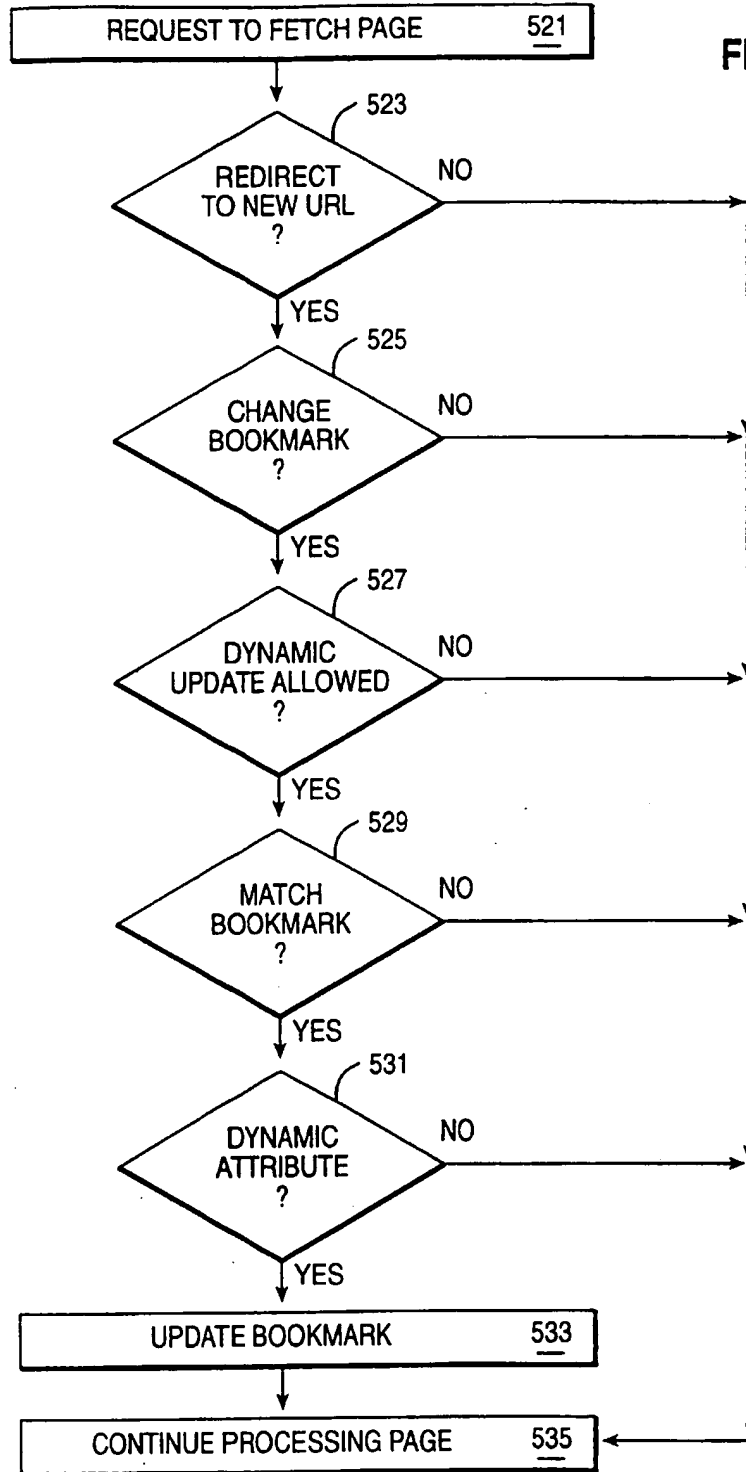 REQUEST TO FETCH PAGE 521
523
REDIRECT
TO NEW URL
?
NO
YES
525
CHANGE
BOOKMARK
?
NO
YES
527
DYNAMIC
UPDATE ALLOWED
?
NO
YES
529
MATCH
BOOKMARK
?
NO
YES
531
DYNAMIC
ATTRIBUTE
?
NO
YES
UPDATE BOOKMARK 533
CONTINUE PROCESSING PAGE 535